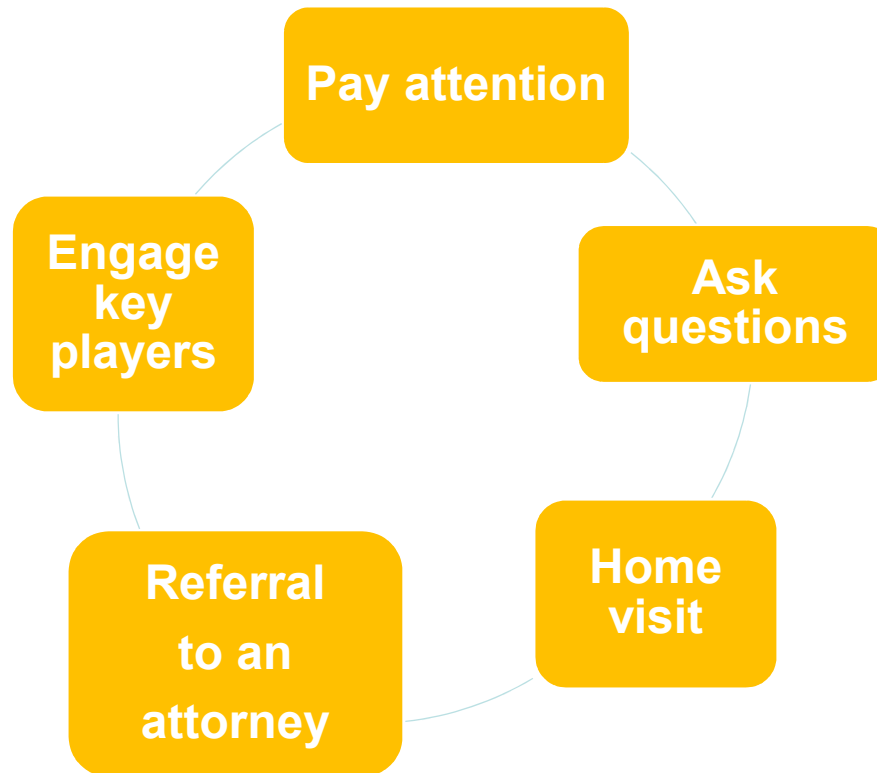 Pay attention
Ask
questions
Home
visit
Referral
to an
attorney
Engage
key
players